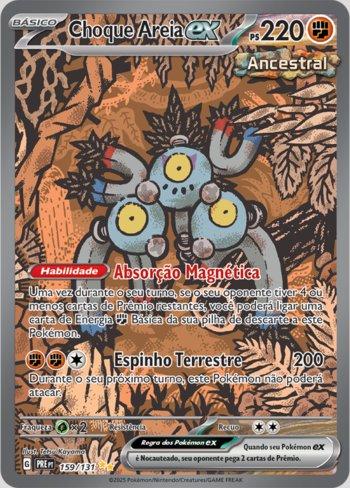 BÁSICO
Choque Areia ex
PS 220
Ancestral
Habilidade Absorção Magnética
Uma vez durante o seu turno, se o seu oponente tiver 4 ou
menos cartas de Prêmio restantes, você poderá ligar uma
carta de Energia Básica da sua pilha de descarte a este
Pokémon.
Espinho Terrestre 200
Durante o seu próximo turno, este Pokémon não poderá
atacar.
Fraqueza ×2 Resistência Recuo
Ilust. Tetsu Kayama
G PRE PT 159/131
Regra dos Pokémon ex
Quando seu Pokémon ex
é Nocauteado, seu oponente pega 2 cartas de Prêmio.
©2025 Pokémon/Nintendo/Creatures/GAME FREAK